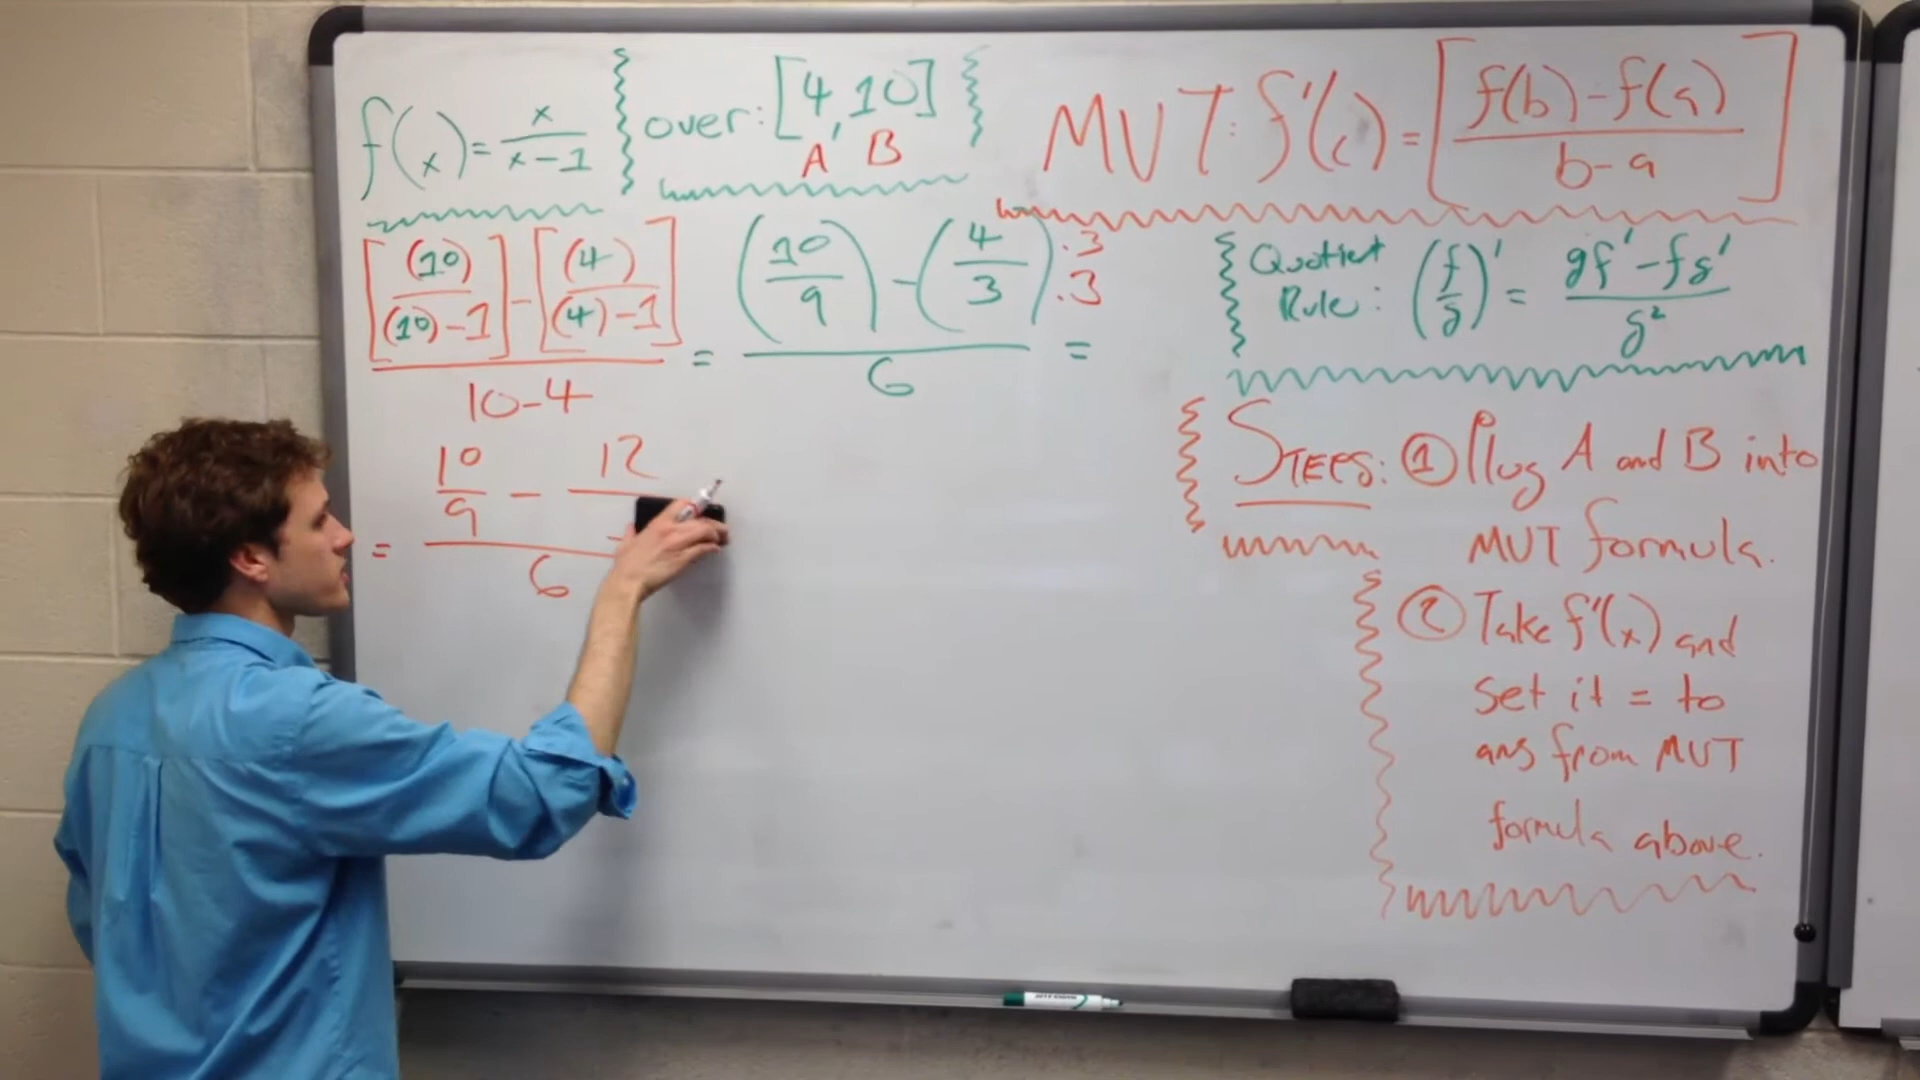 f(x) = x/(x-1)
over: [4, 10]
A B
MVT: f'(c) = [(f(b)-f(a))/(b-a)]
([(10)/((10)-1)] - [(4)/((4)-1)])/(10-4) = ((10/9) - (4/3) ·3/·3)/6 =
Quotient
Rule: (f/g)' = (gf' - fg')/g²
= (10/9 - 12/)/6
STEPS: ① Plug A and B into
MVT formula.
② Take f'(x) and
set it = to
ans from MVT
formula above.